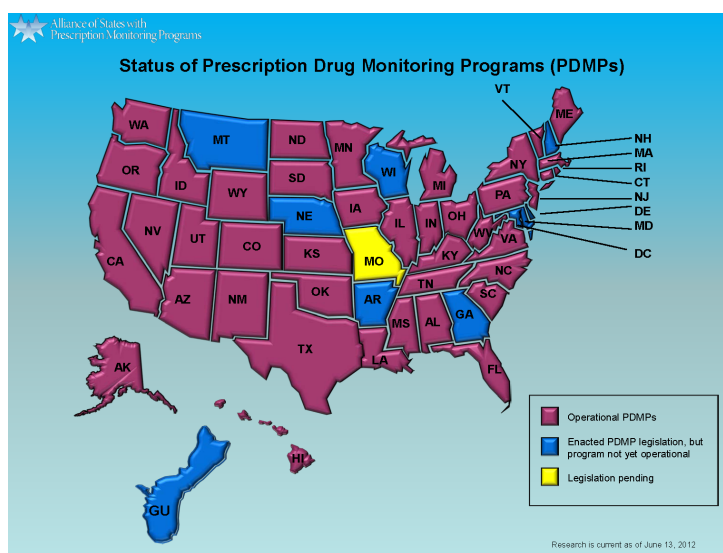 Alliance of States with
Prescription Monitoring Programs
Status of Prescription Drug Monitoring Programs (PDMPs)
VT
ME
WA
MT
ND
MN
NH
MA
OR
WI
NY
RI
ID
SD
MI
CT
WY
PA
NJ
IA
NE
OH
DE
NV
IL
IN
MD
UT
WV
CO
VA
KS
MO
KY
DC
CA
NC
TN
OK
AZ
NM
AR
SC
GA
MS
AL
TX
LA
AK
FL
Operational PDMPs
Enacted PDMP legislation, but
program not yet operational
HI
Legislation pending
GU
Research is current as of June 13, 2012